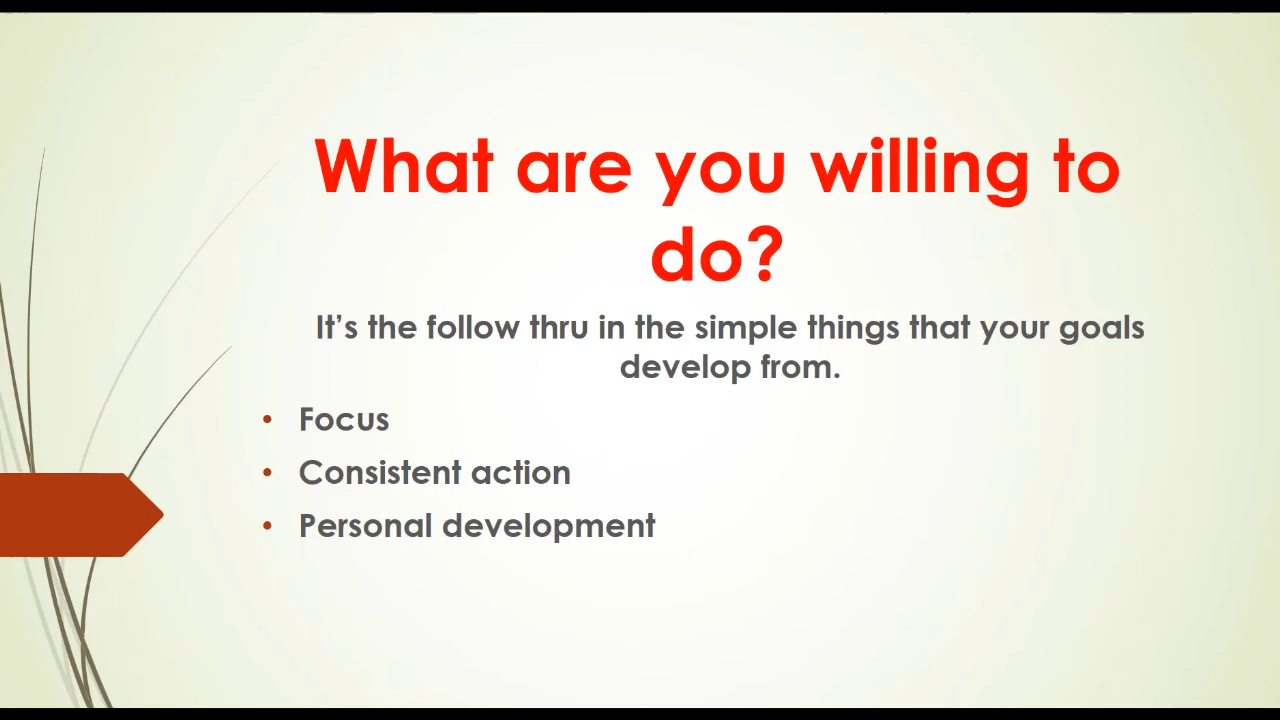 What are you willing to
do?
It’s the follow thru in the simple things that your goals
develop from.
• Focus
• Consistent action
• Personal development